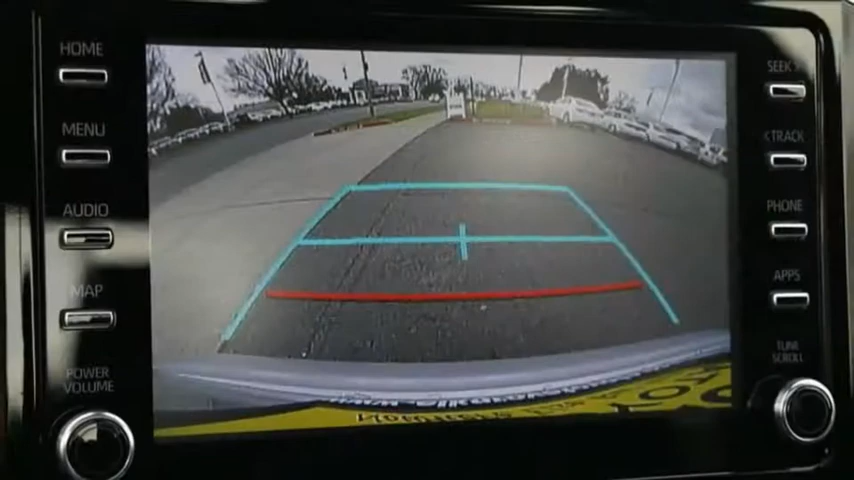 HOME
MENU
AUDIO
MAP
POWER
VOLUME
SEEK >
< TRACK
PHONE
APPS
TUNE
SCROLL